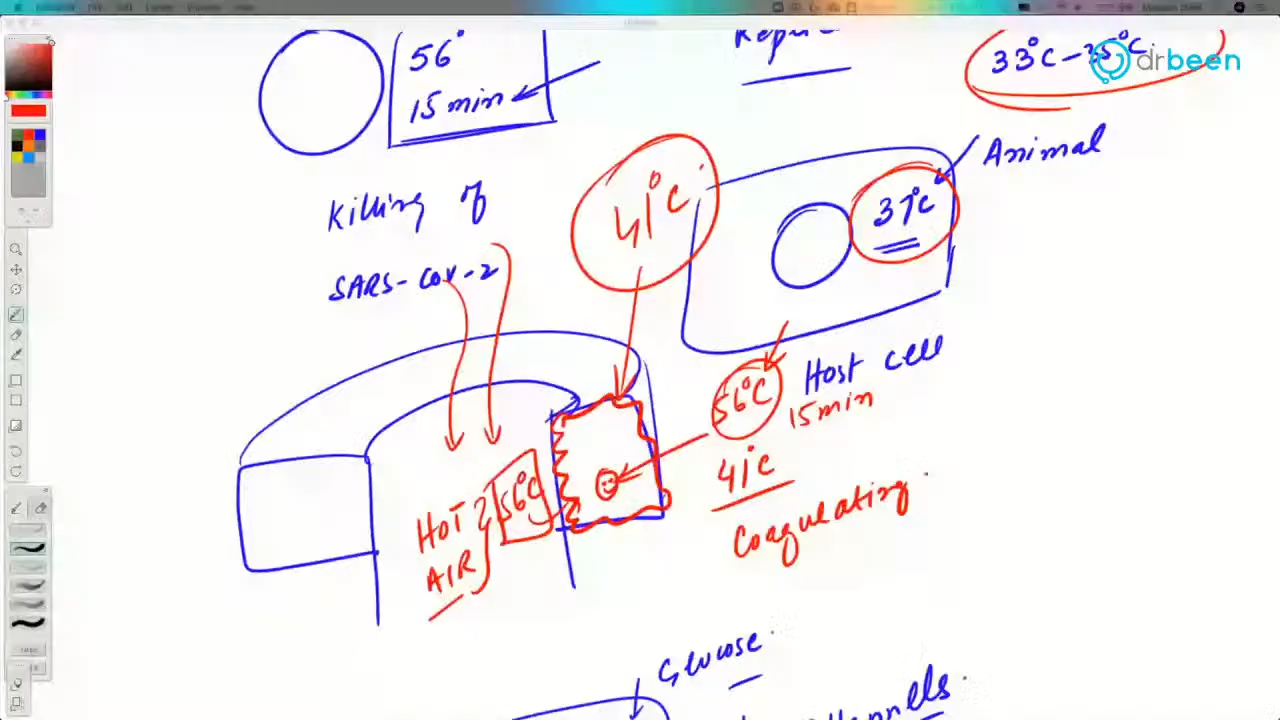 56°
15 min
33°C - 35°C
drbeen
Animal
Killing of
41°C
37°C
SARS-CoV-2
56°C
Host cell
15min
41°C
HOT
56°C
Coagulating
AIR
Glucose